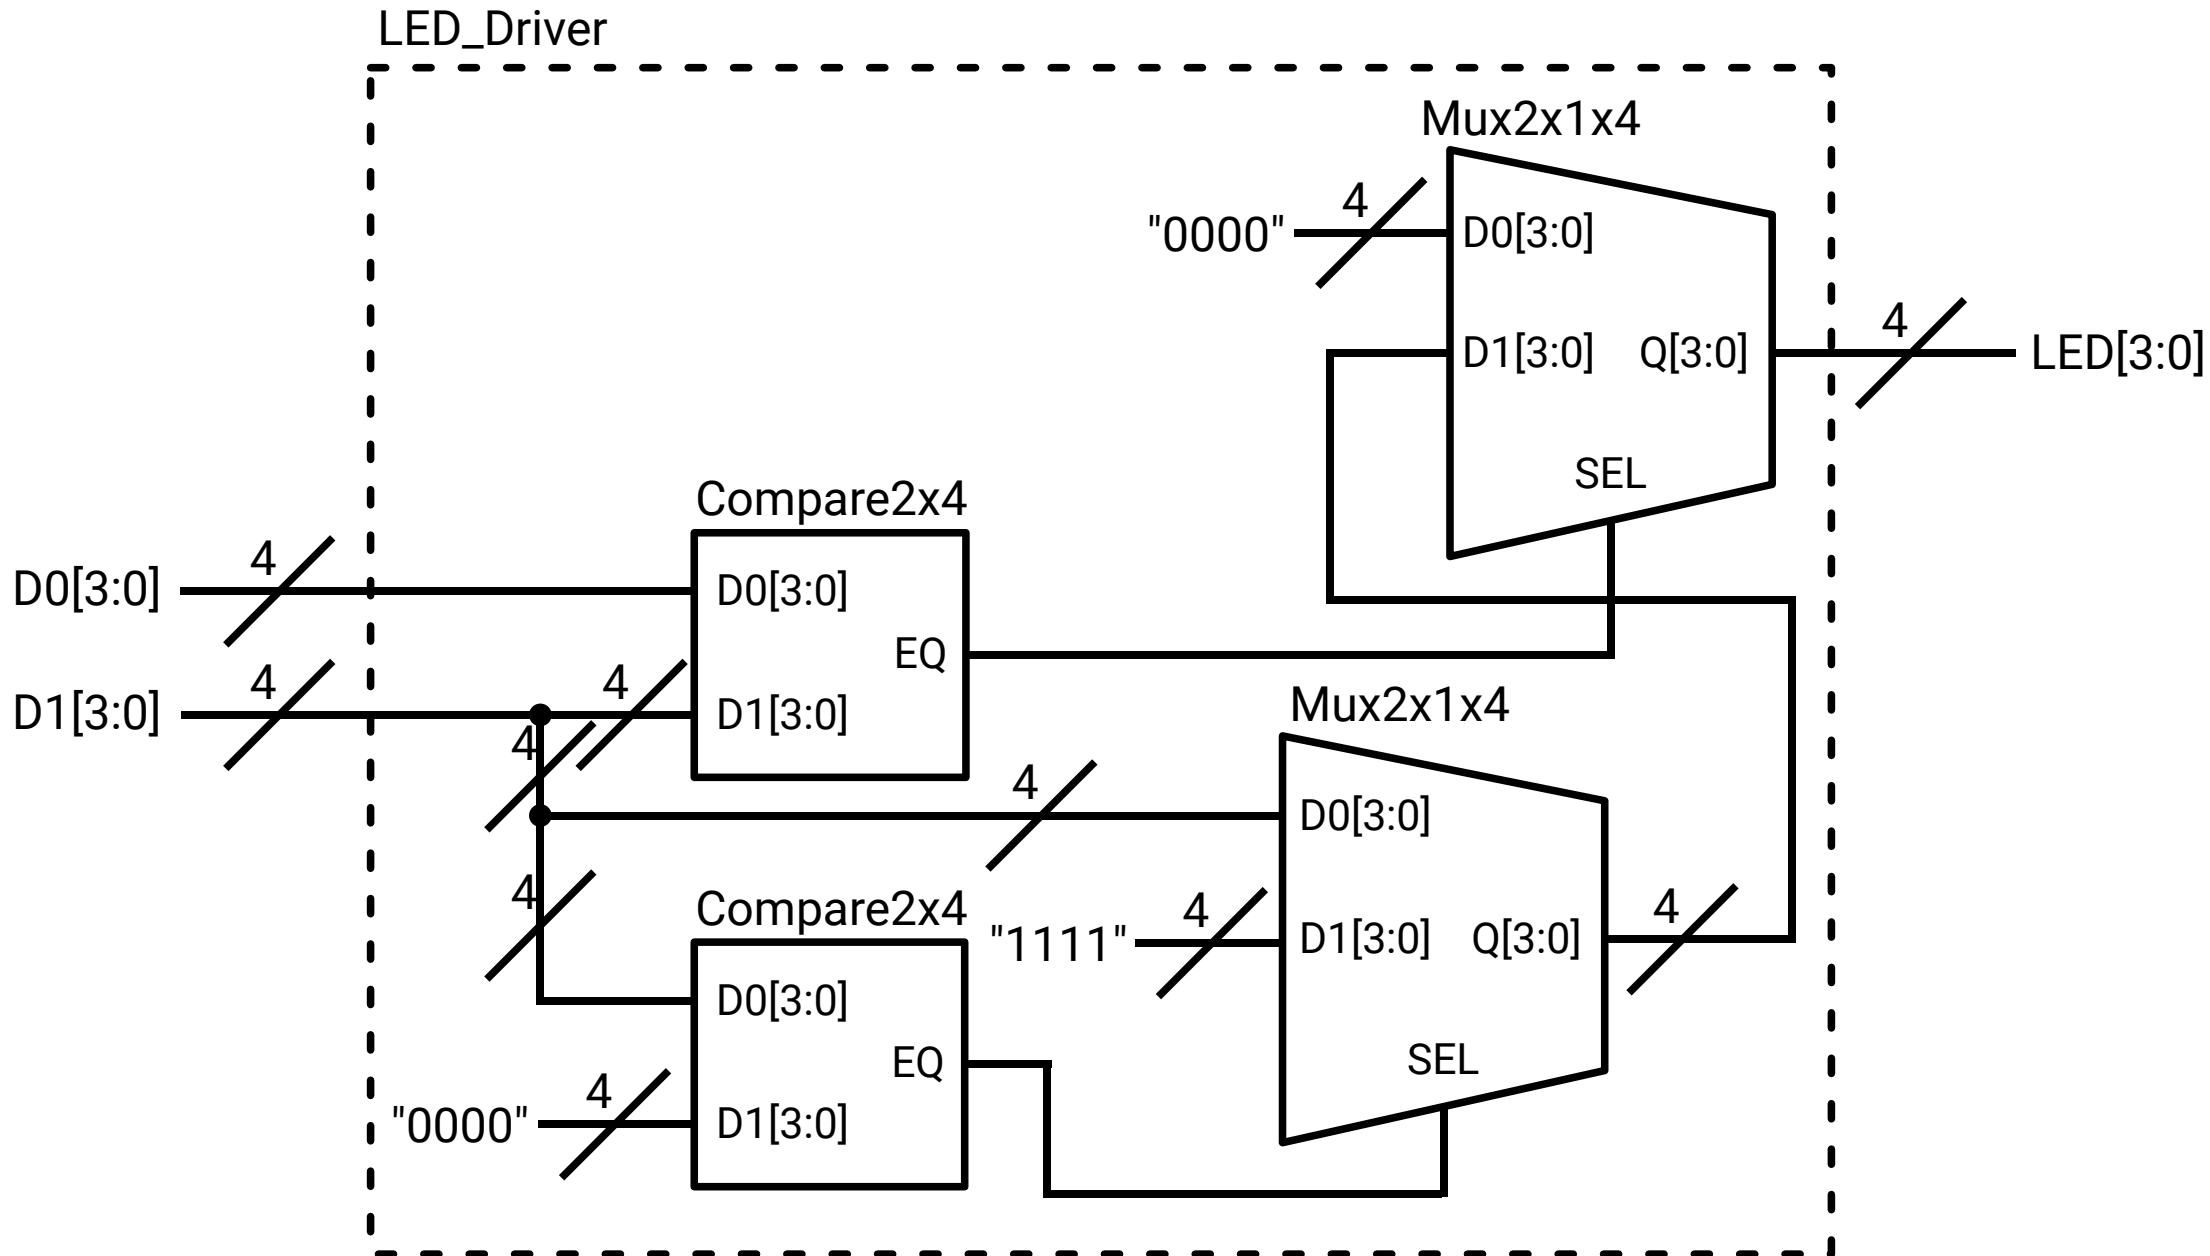 LED_Driver
Mux2x1x4
4
"0000"
D0[3:0]
4
D1[3:0]
Q[3:0]
LED[3:0]
SEL
Compare2x4
4
D0[3:0]
D0[3:0]
EQ
4
4
D1[3:0]
D1[3:0]
Mux2x1x4
4
4
D0[3:0]
4
Compare2x4
4
"1111"
D1[3:0]
Q[3:0]
4
D0[3:0]
EQ
SEL
4
"0000"
D1[3:0]